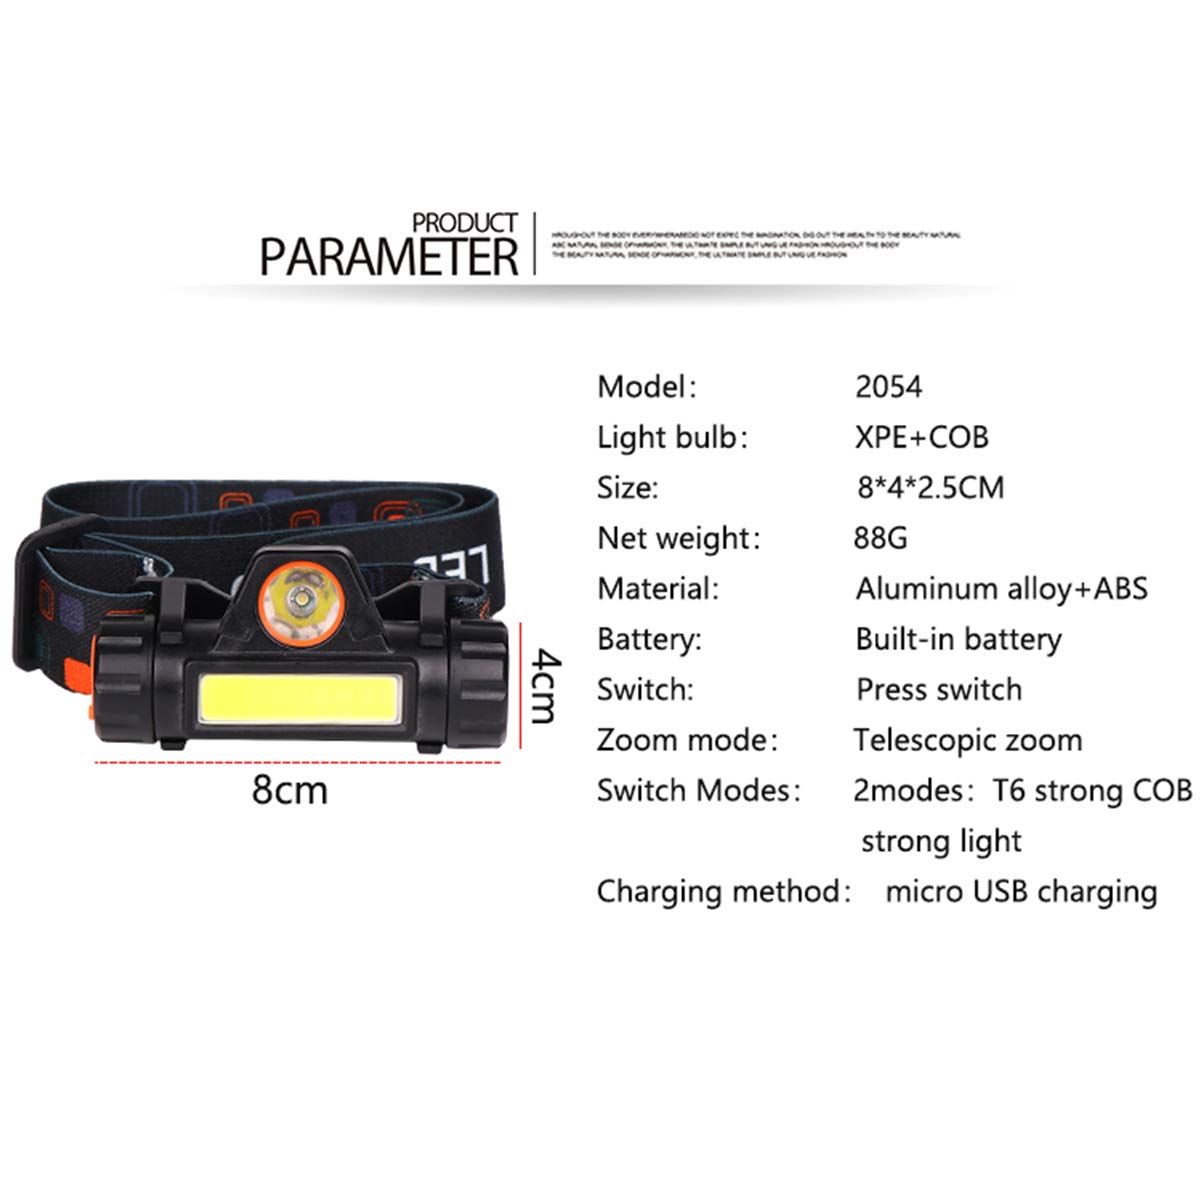 PRODUCT
PARAMETER
HROUGHOUT THE BODY EVERYWHERABEDIO NOT EXPEC THE IMAGINATION, DIG OUT THE WEALTH TO THE BEAUTY NATURAL
ABC NATURAL SENSE OFHARMONY, THE ULTIMATE SIMPLE BUT UNIQ UE FASHION HROUGHOUT THE BODY
THE BEAUTY NATURAL SENSE OFHARMONY, THE ULTIMATE SIMPLE BUT UNIQ UE FASHION
Model: 2054
Light bulb: XPE+COB
Size: 8*4*2.5CM
Net weight: 88G
Material: Aluminum alloy+ABS
Battery: Built-in battery
Switch: Press switch
Zoom mode: Telescopic zoom
Switch Modes: 2modes: T6 strong COB
strong light
Charging method: micro USB charging
LED
4cm
8cm